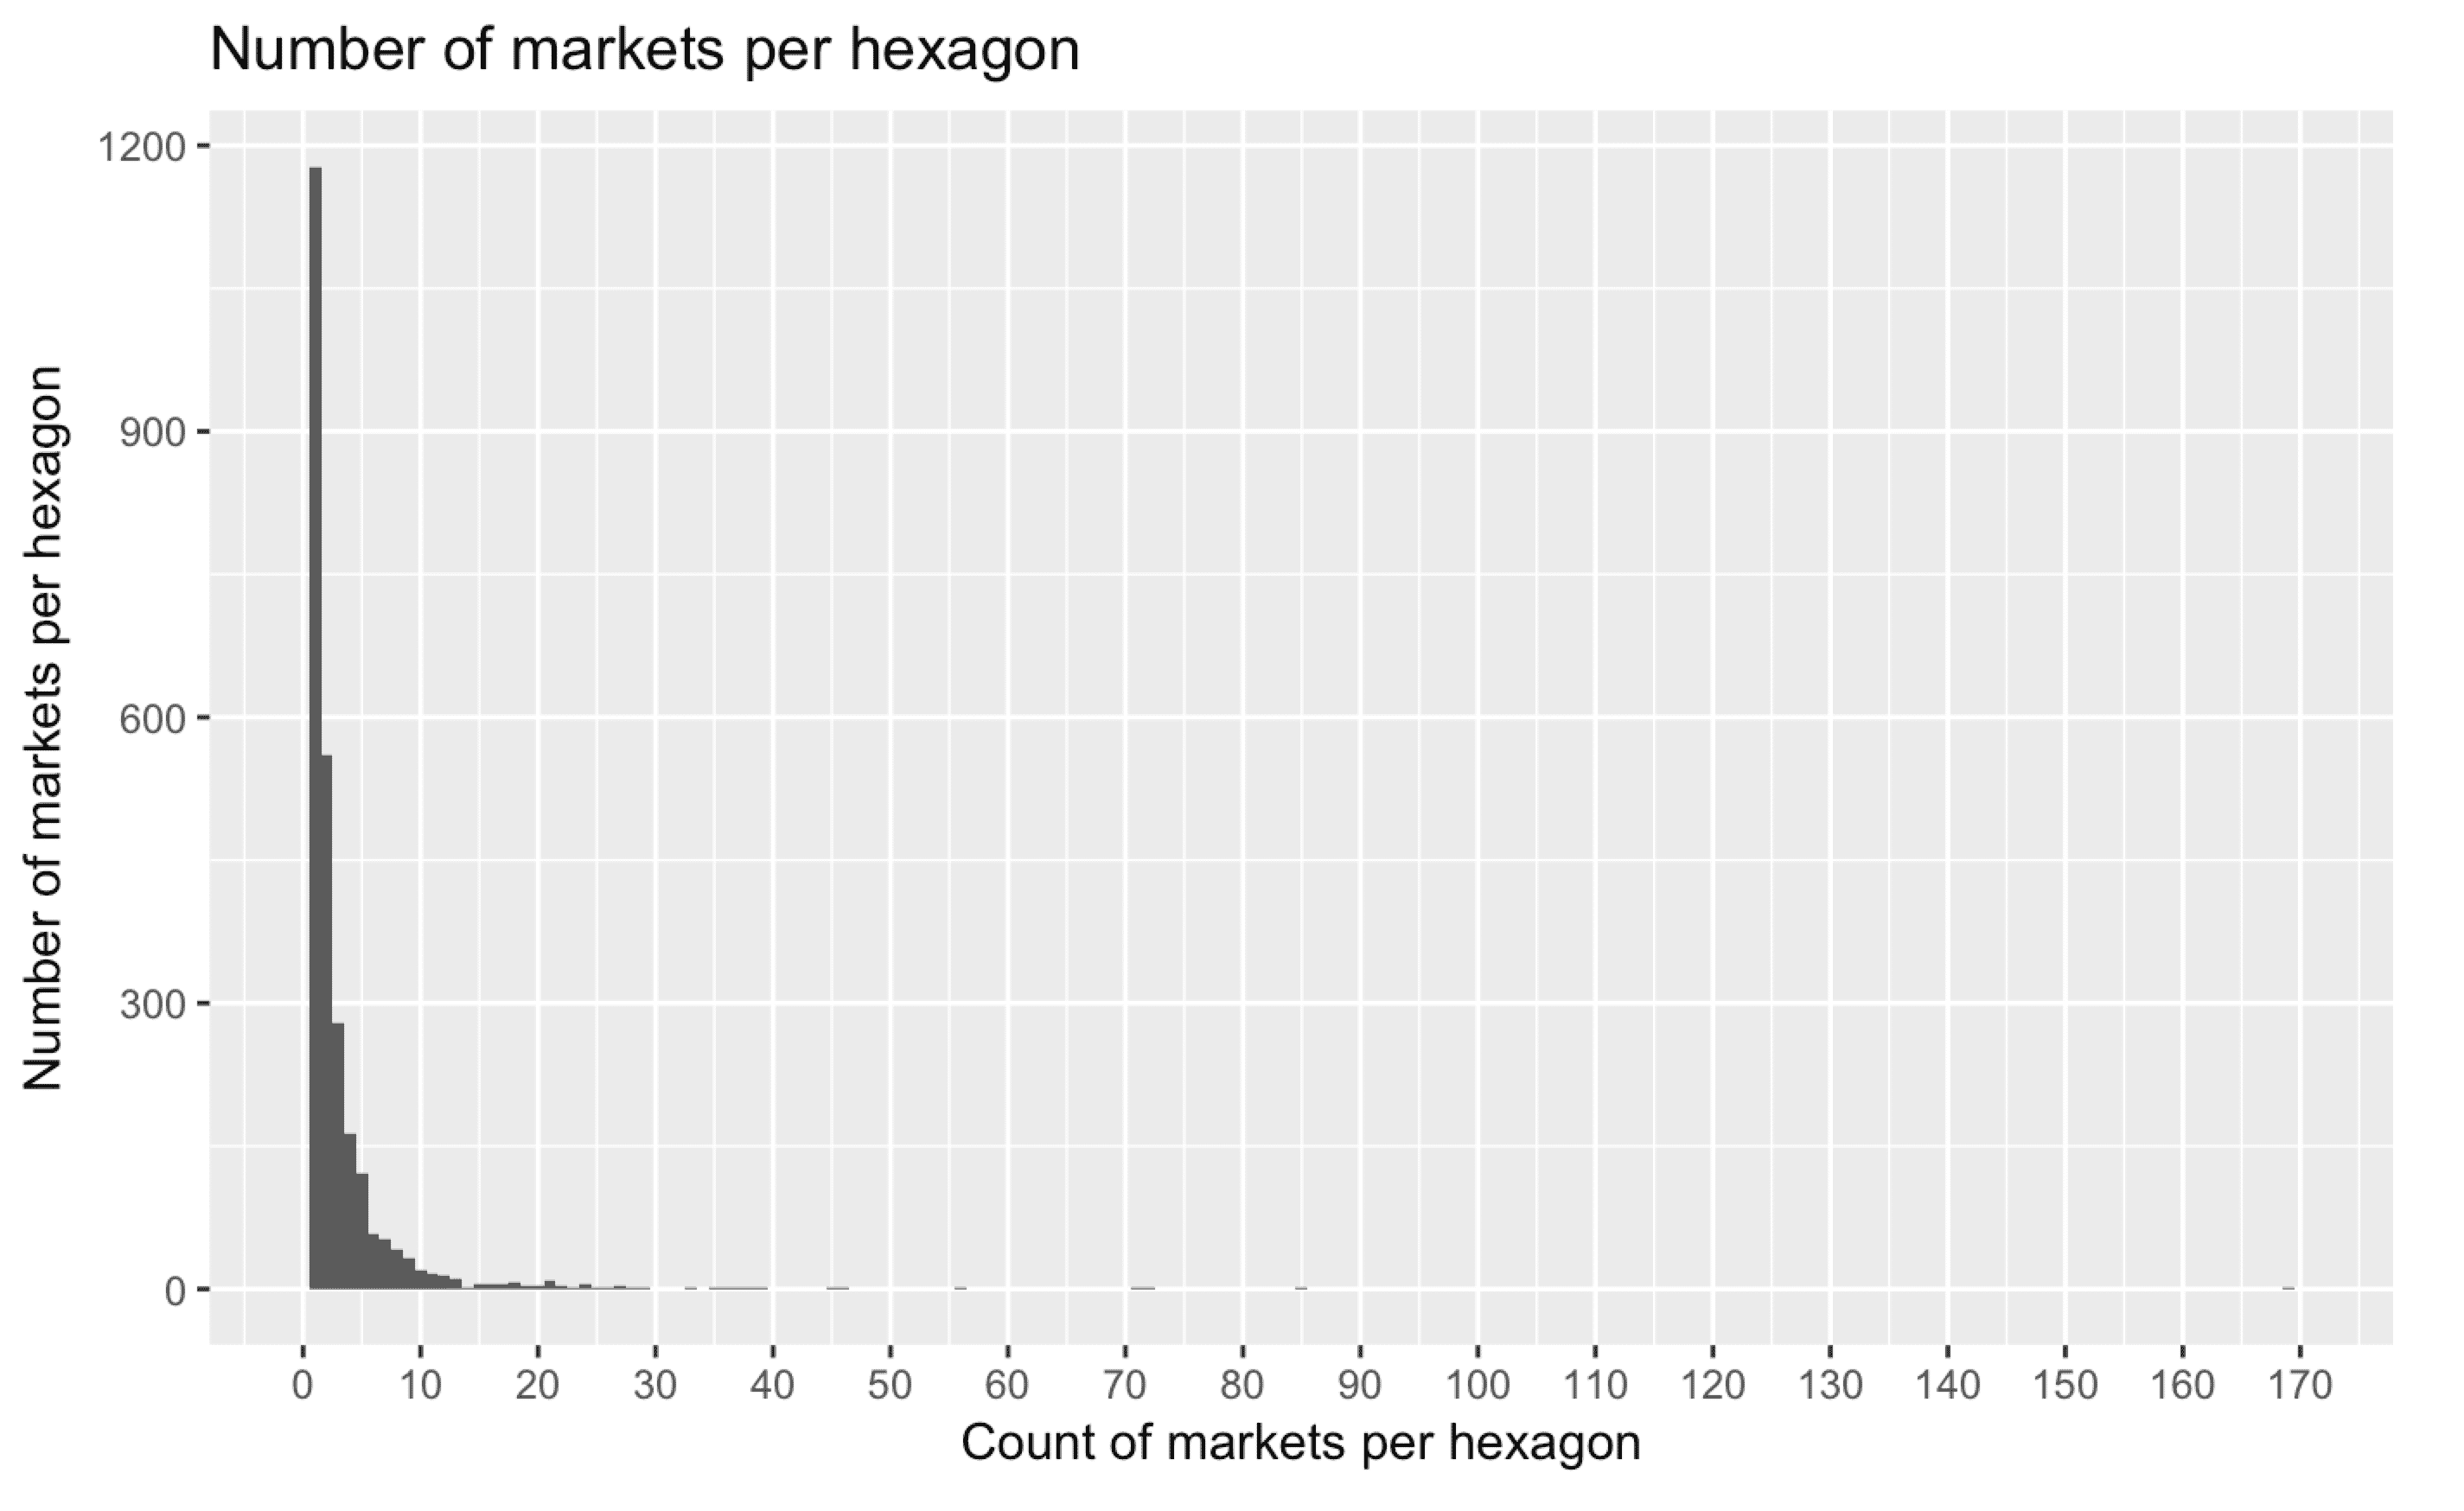 Number of markets per hexagon
1200
900
600
300
0
Number of markets per hexagon
0 10 20 30 40 50 60 70 80 90 100 110 120 130 140 150 160 170
Count of markets per hexagon